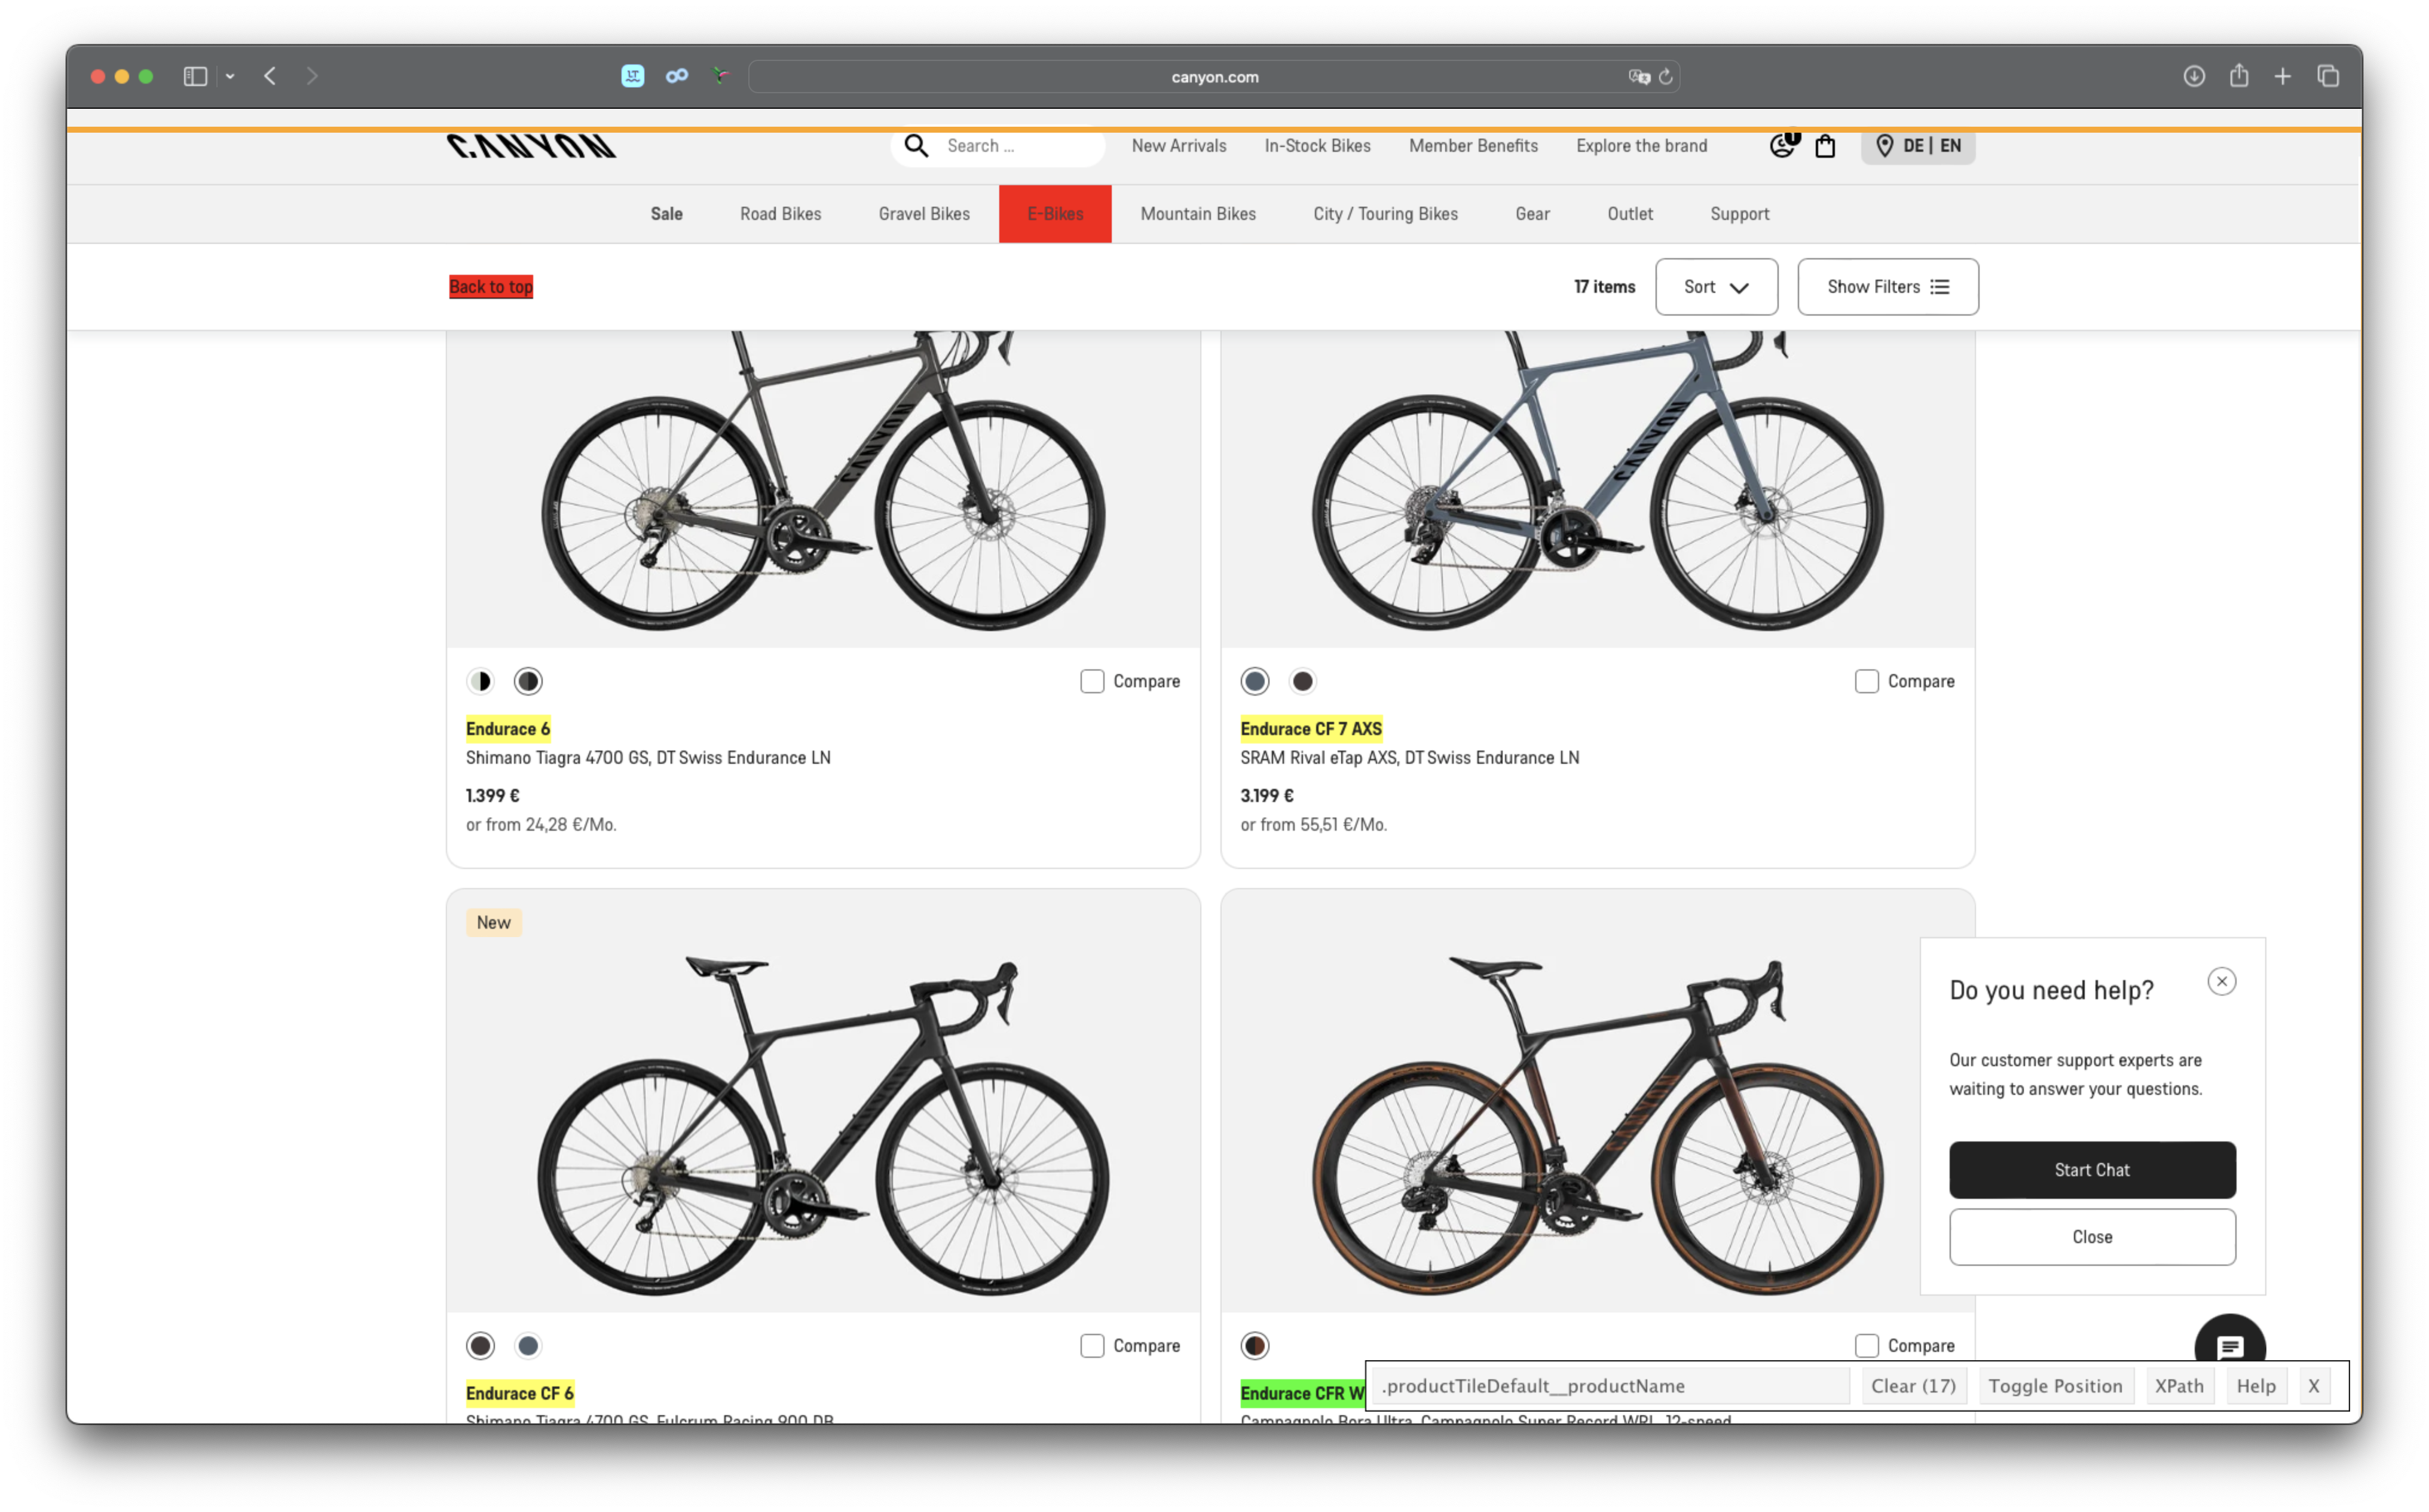 canyon.com
CANYON
Search ...
New Arrivals
In-Stock Bikes
Member Benefits
Explore the brand
1
DE | EN
Sale
Road Bikes
Gravel Bikes
E-Bikes
Mountain Bikes
City / Touring Bikes
Gear
Outlet
Support
Back to top
17 items
Sort
Show Filters
CANYON
CANYON
Compare
Endurace 6
Shimano Tiagra 4700 GS, DT Swiss Endurance LN
1.399 €
or from 24,28 €/Mo.
Compare
Endurace CF 7 AXS
SRAM Rival eTap AXS, DT Swiss Endurance LN
3.199 €
or from 55,51 €/Mo.
New
CANYON
CANYON
Compare
Endurace CF 6
Shimano Tiagra 4700 GS, Fulcrum Racing 900 DB
Compare
Endurace CFR W
Campagnolo Bora Ultra, Campagnolo Super Record WRL, 12-speed
Do you need help?
Our customer support experts are
waiting to answer your questions.
Start Chat
Close
.productTileDefault__productName
Clear (17)
Toggle Position
XPath
Help
X